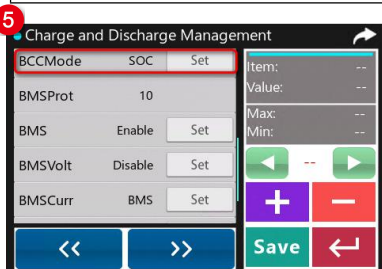 5
Charge and Discharge Management
BCCMode SOC Set
BMSProt 10
BMS Enable Set
BMSVolt Disable Set
BMSCurr BMS Set
<< >>
Item: --
Value: --
Max: --
Min: --
--
+ −
Save